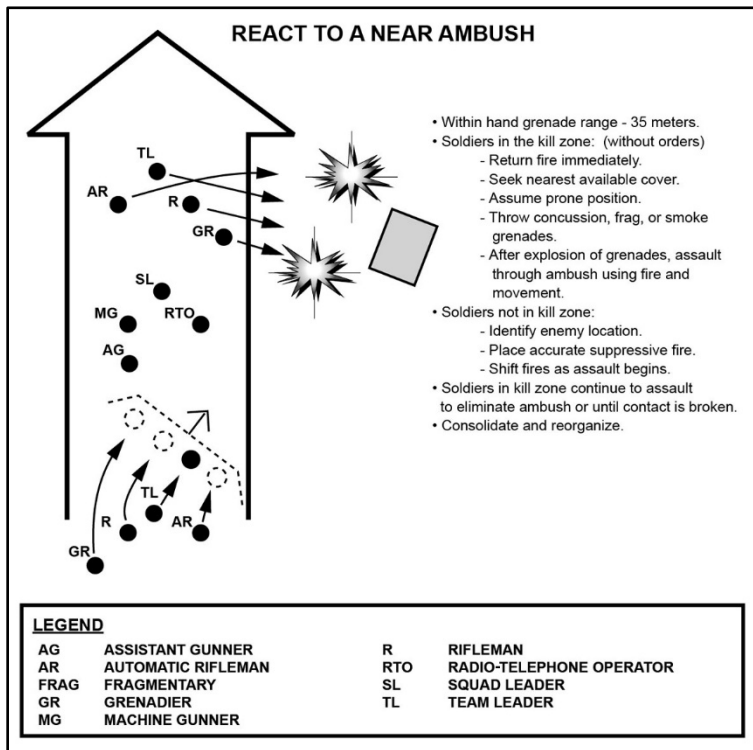 REACT TO A NEAR AMBUSH
• Within hand grenade range - 35 meters.
• Soldiers in the kill zone: (without orders)
- Return fire immediately.
- Seek nearest available cover.
- Assume prone position.
- Throw concussion, frag, or smoke
grenades.
- After explosion of grenades, assault
through ambush using fire and
movement.
• Soldiers not in kill zone:
- Identify enemy location.
- Place accurate suppressive fire.
- Shift fires as assault begins.
• Soldiers in kill zone continue to assault
to eliminate ambush or until contact is broken.
• Consolidate and reorganize.
TL
AR
R
GR
SL
MG
RTO
AG
TL
R
AR
GR
LEGEND
AG ASSISTANT GUNNER
AR AUTOMATIC RIFLEMAN
FRAG FRAGMENTARY
GR GRENADIER
MG MACHINE GUNNER
R RIFLEMAN
RTO RADIO-TELEPHONE OPERATOR
SL SQUAD LEADER
TL TEAM LEADER